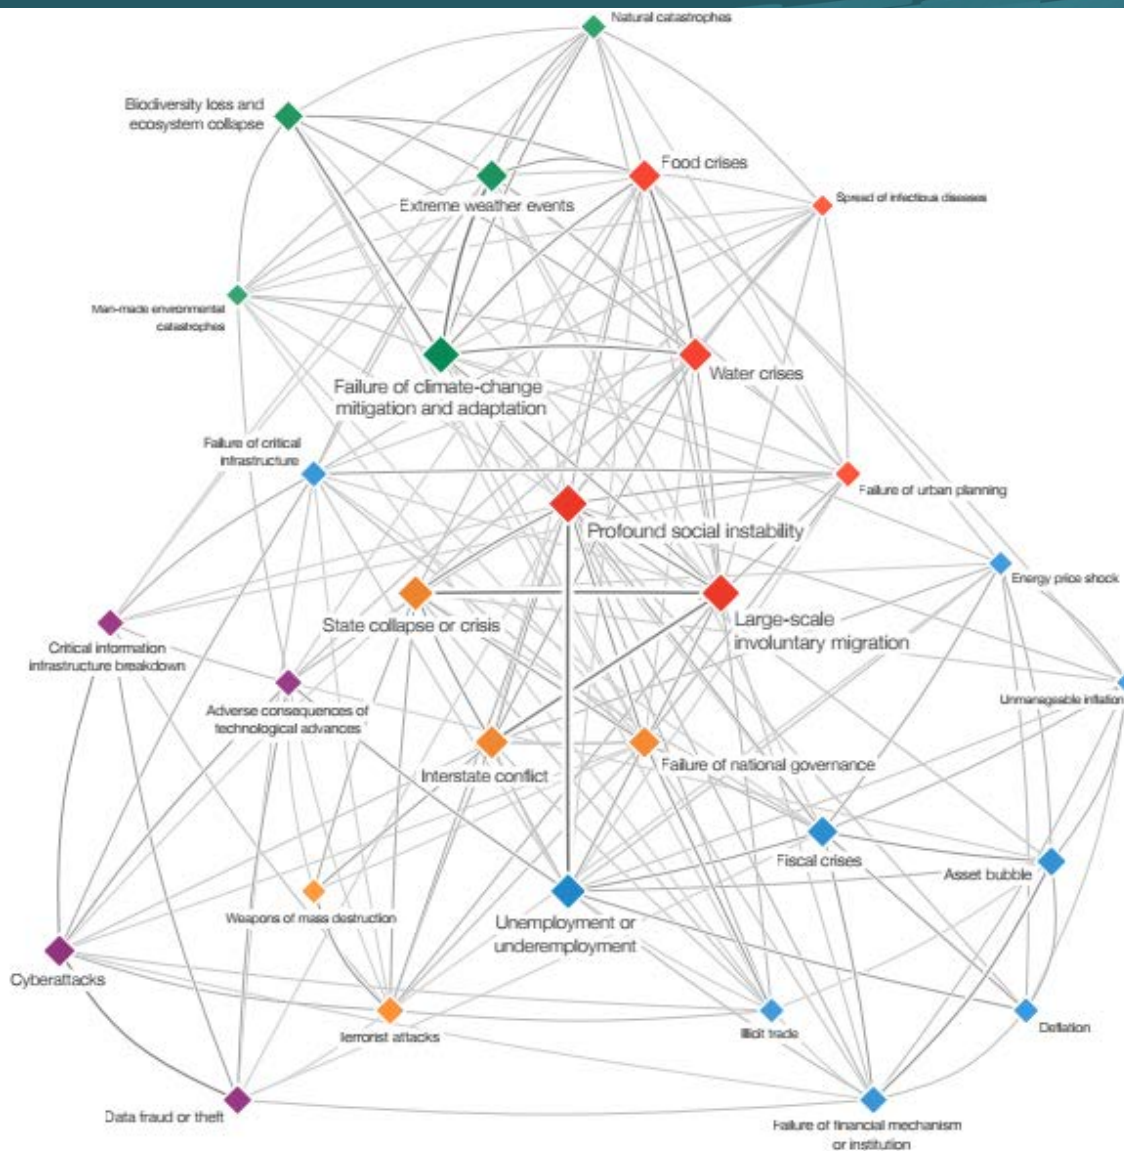 Natural catastrophes
Biodiversity loss and
ecosystem collapse
Food crises
Extreme weather events
Spread of infectious diseases
Man-made environmental
catastrophes
Failure of climate-change
mitigation and adaptation
Water crises
Failure of critical
infrastructure
Failure of urban planning
Profound social instability
Energy price shock
State collapse or crisis
Large-scale
involuntary migration
Critical information
infrastructure breakdown
Adverse consequences of
technological advances
Unmanageable inflation
Interstate conflict
Failure of national governance
Fiscal crises
Asset bubble
Weapons of mass destruction
Unemployment or
underemployment
Cyberattacks
Terrorist attacks
Illicit trade
Deflation
Data fraud or theft
Failure of financial mechanism
or institution